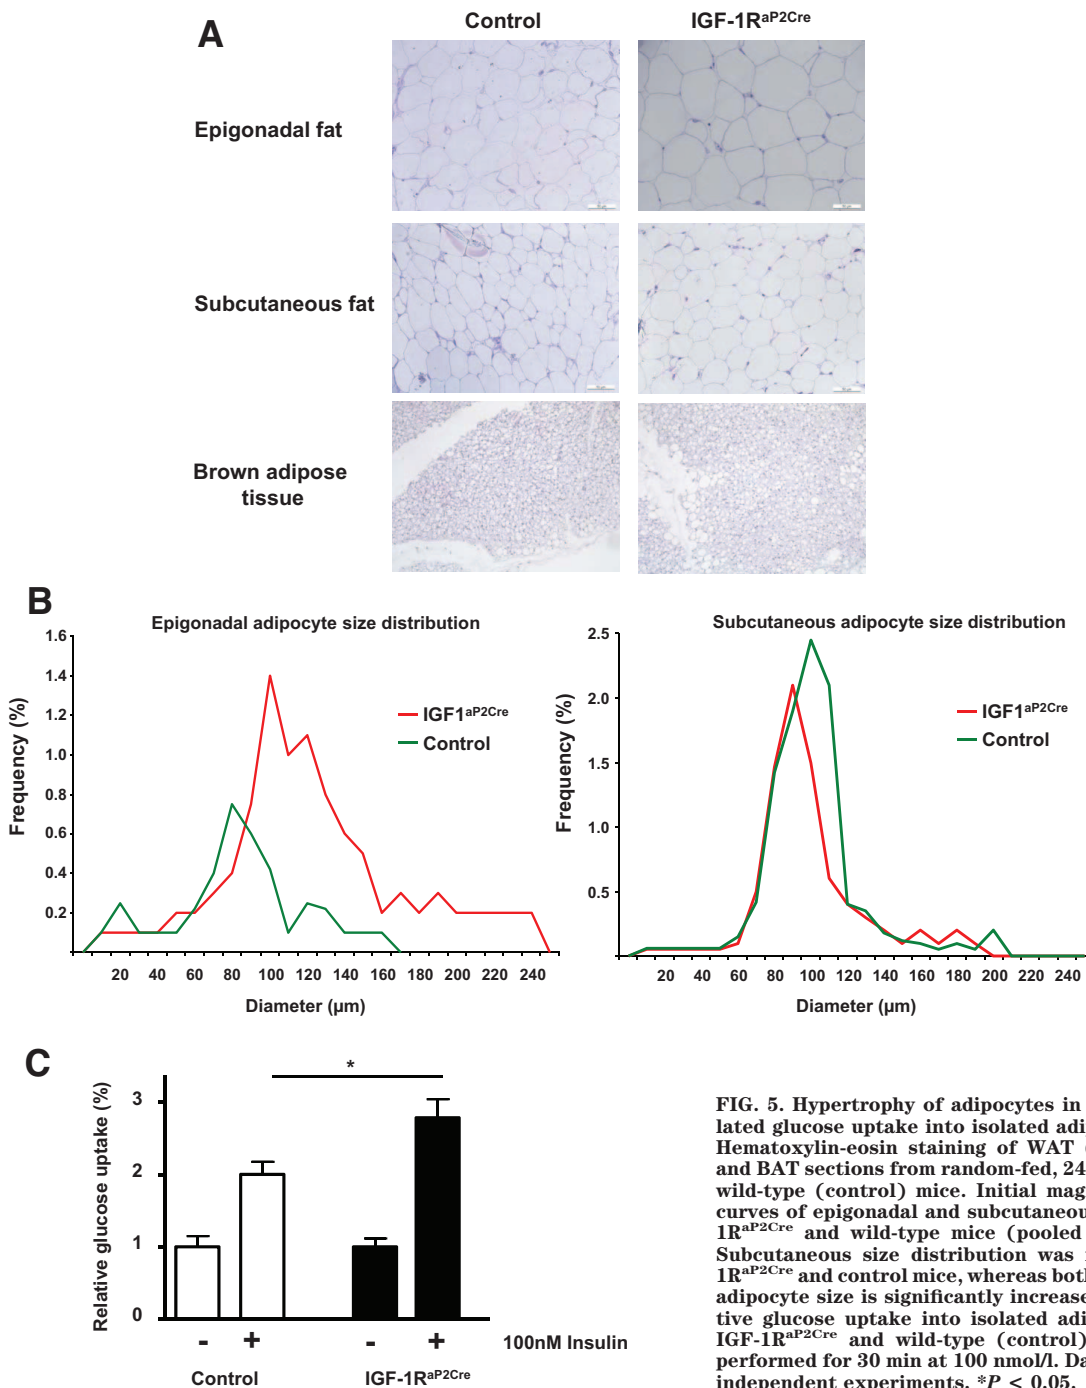 A
Control
IGF-1RaP2Cre
Epigonadal fat
Subcutaneous fat
Brown adipose
tissue
B
Epigonadal adipocyte size distribution
1.6
1.4
1.2
1.0
0.8
0.6
0.4
0.2
Frequency (%)
IGF1aP2Cre
Control
20 40 60 80 100 120 140 160 180 200 220 240
Diameter (µm)
Subcutaneous adipocyte size distribution
2.5
2.0
1.5
1.0
0.5
Frequency (%)
IGF1aP2Cre
Control
20 40 60 80 100 120 140 160 180 200 220 240
Diameter (µm)
C
Relative glucose uptake (%)
3
2
1
0
*
- + - + 100nM Insulin
Control IGF-1RaP2Cre
FIG. 5. Hypertrophy of adipocytes in
lated glucose uptake into isolated adip
Hematoxylin-eosin staining of WAT
and BAT sections from random-fed, 24
wild-type (control) mice. Initial mag
curves of epigonadal and subcutaneou
1RaP2Cre and wild-type mice (pooled
Subcutaneous size distribution was
1RaP2Cre and control mice, whereas both
adipocyte size is significantly increase
tive glucose uptake into isolated adi
IGF-1RaP2Cre and wild-type (control)
performed for 30 min at 100 nmol/l. Da
independent experiments. *P < 0.05.